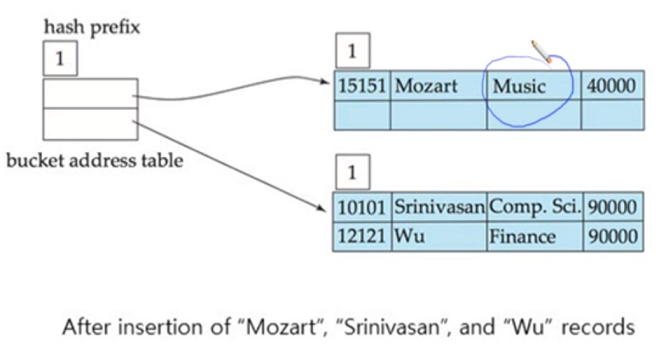 hash prefix
1
1
15151 Mozart Music 40000
bucket address table
1
10101 Srinivasan Comp. Sci. 90000
12121 Wu Finance 90000
After insertion of “Mozart”, “Srinivasan”, and “Wu” records